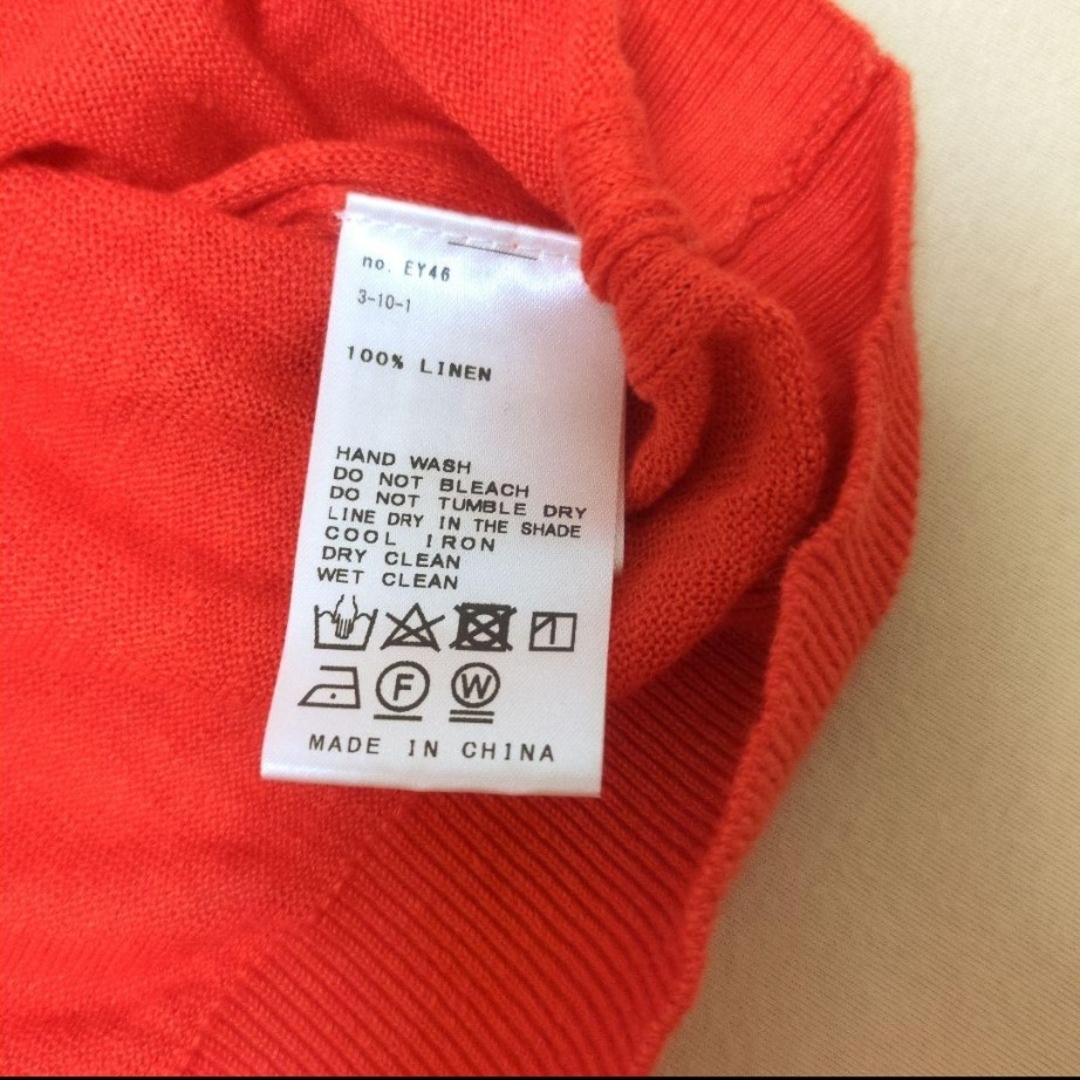 no. EY46
3-10-1
100% LINEN
HAND WASH
DO NOT BLEACH
DO NOT TUMBLE DRY
LINE DRY IN THE SHADE
COOL IRON
DRY CLEAN
WET CLEAN
F W
MADE IN CHINA